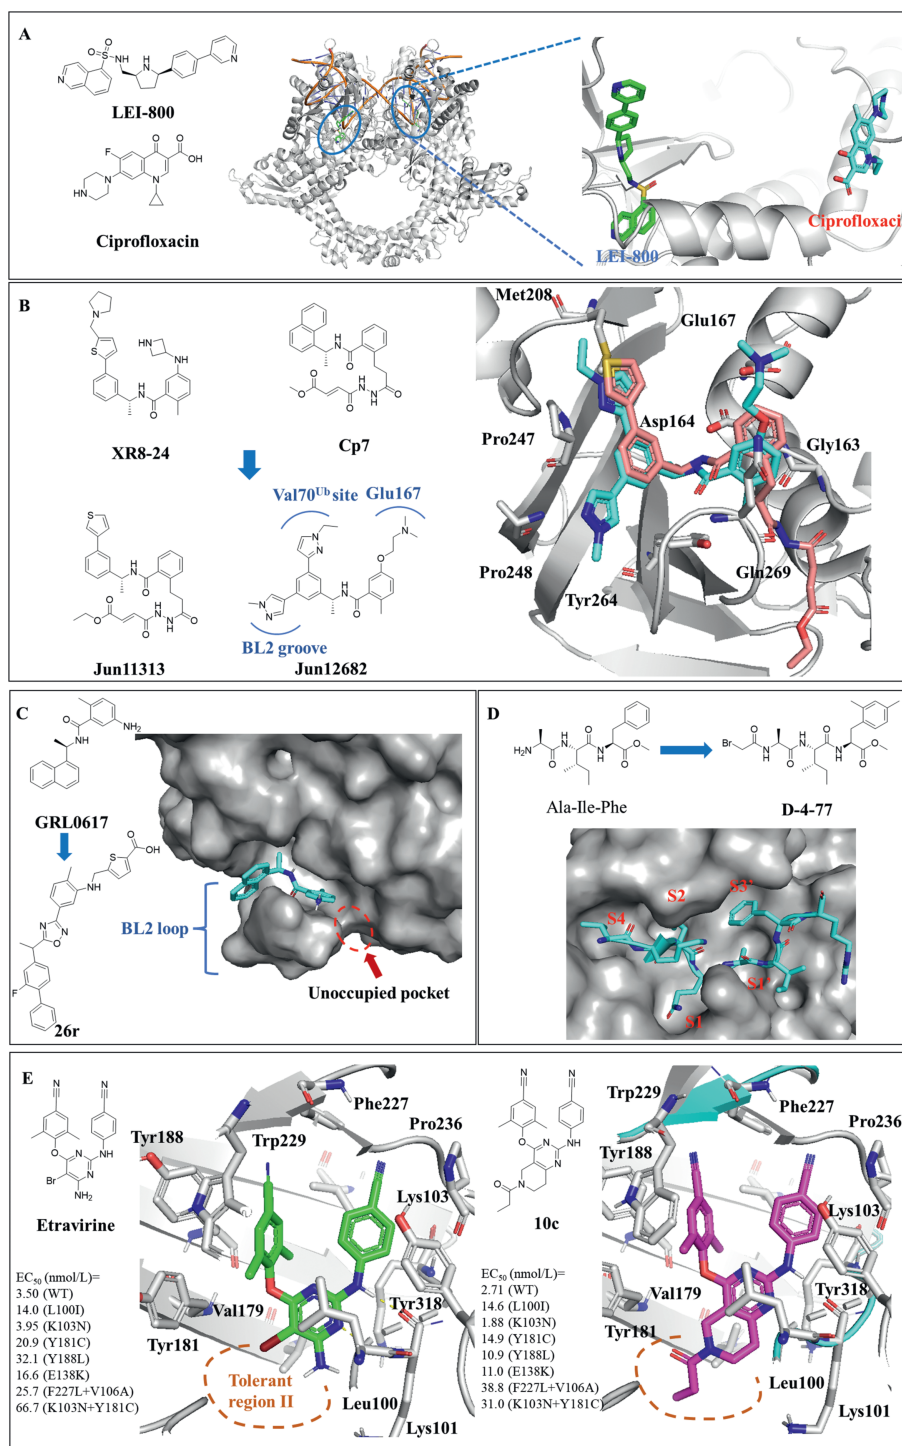 A
LEI-800
Ciprofloxacin
LEI-800
Ciprofloxaci
B
XR8-24
Cp7
Val70Ub site
Glu167
Jun11313
Jun12682
BL2 groove
Met208
Glu167
Asp164
Pro247
Gly163
Pro248
Tyr264
Gln269
C
GRL0617
26r
BL2 loop
Unoccupied pocket
D
Ala-Ile-Phe
D-4-77
S2
S3'
S4
S1'
S1
E
Etravirine
EC50 (nmol/L)=
3.50 (WT)
14.0 (L100I)
3.95 (K103N)
20.9 (Y181C)
32.1 (Y188L)
16.6 (E138K)
25.7 (F227L+V106A)
66.7 (K103N+Y181C)
Phe227
Pro236
Trp229
Tyr188
Lys103
Val179
Tyr318
Tyr181
Tolerant
region II
Leu100
Lys101
10c
EC50 (nmol/L)=
2.71 (WT)
14.6 (L100I)
1.88 (K103N)
14.9 (Y181C)
10.9 (Y188L)
11.0 (E138K)
38.8 (F227L+V106A)
31.0 (K103N+Y181C)
Trp229
Phe227
Pro236
Tyr188
Lys103
Val179
Tyr318
Tyr181
Leu100
Lys101